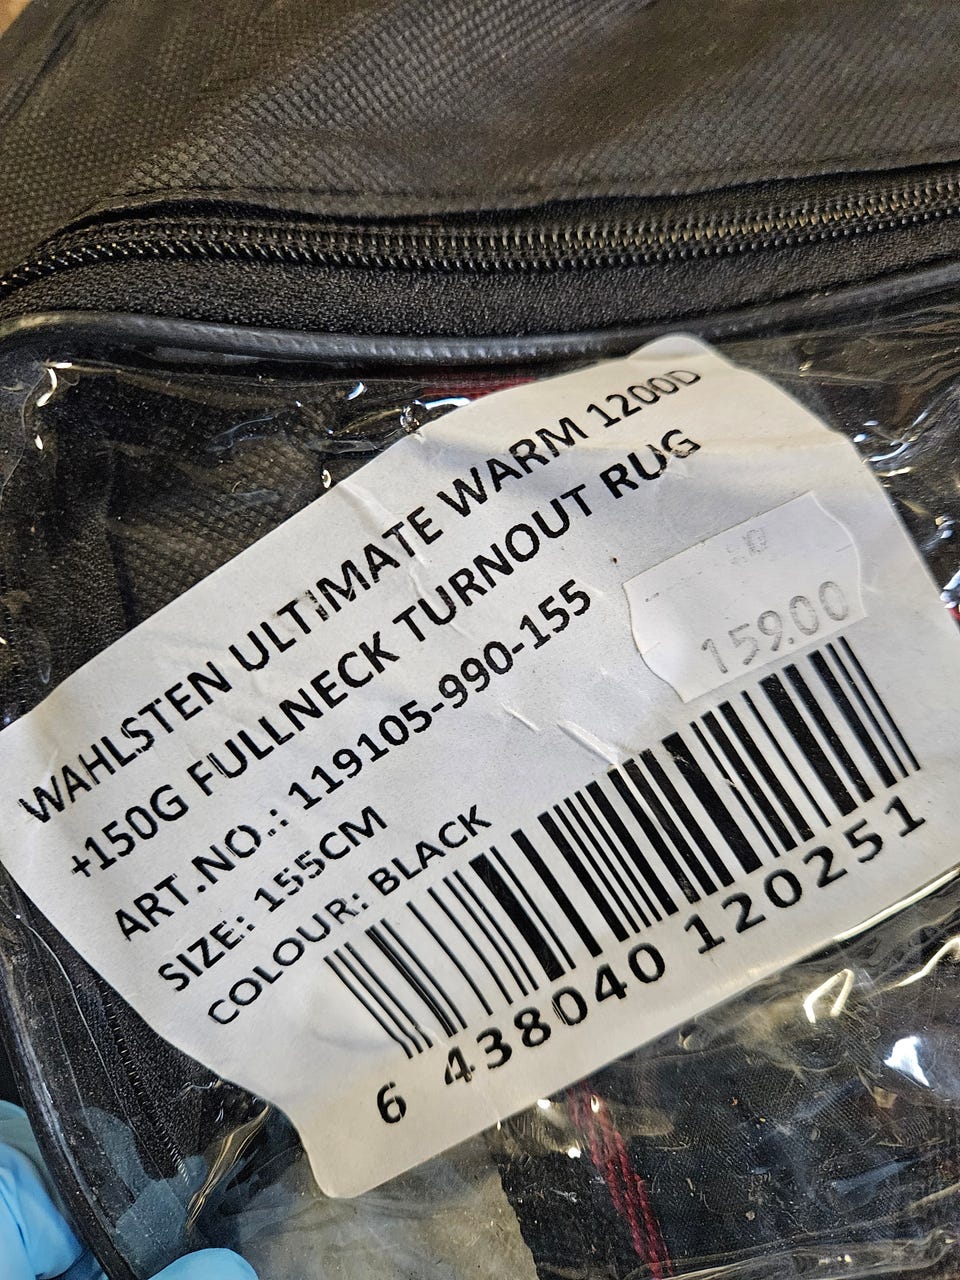 WAHLSTEN ULTIMATE WARM 1200D
+150G FULLNECK TURNOUT RUG
ART.NO.: 119105-990-155
SIZE: 155CM
COLOUR: BLACK
159.00
6 438040 120251